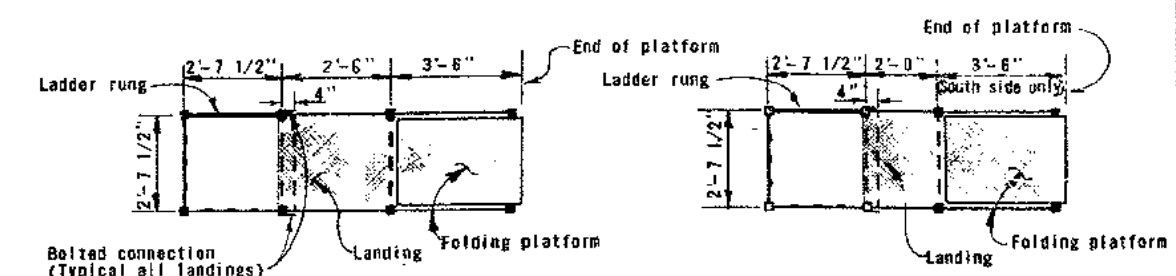 End of platform
2'-7 1/2" 2'-6" 3'-6"
Ladder rung
4"
2'-7 1/2"
Bolted connection
(Typical all landings)
Landing
Folding platform
End of platform
2'-7 1/2" 2'-0" 3'-6"
South side only
Ladder rung
4"
2'-7 1/2"
Landing
Folding platform